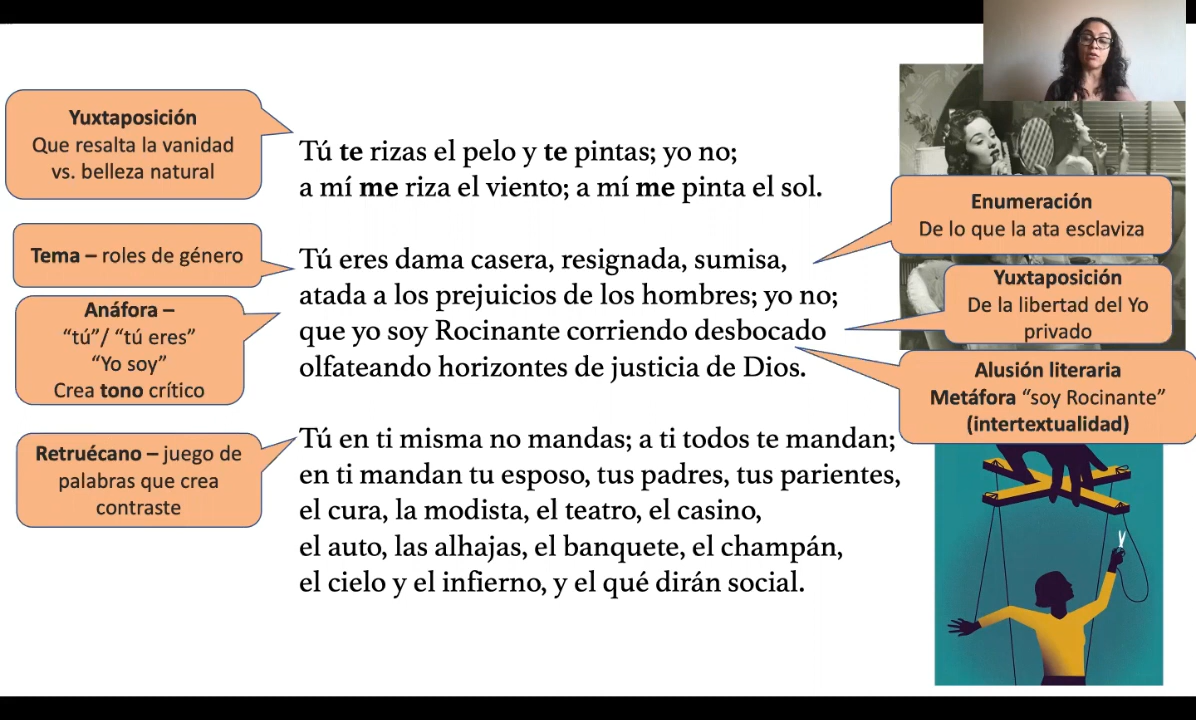 Yuxtaposición
Que resalta la vanidad
vs. belleza natural
Tema – roles de género
Anáfora –
“tú”/ “tú eres”
“Yo soy”
Crea tono crítico
Retruécano – juego de
palabras que crea
contraste
Tú te rizas el pelo y te pintas; yo no;
a mí me riza el viento; a mí me pinta el sol.
Tú eres dama casera, resignada, sumisa,
atada a los prejuicios de los hombres; yo no;
que yo soy Rocinante corriendo desbocado
olfateando horizontes de justicia de Dios.
Tú en ti misma no mandas; a ti todos te mandan;
en ti mandan tu esposo, tus padres, tus parientes,
el cura, la modista, el teatro, el casino,
el auto, las alhajas, el banquete, el champán,
el cielo y el infierno, y el qué dirán social.
Enumeración
De lo que la ata esclaviza
Yuxtaposición
De la libertad del Yo
privado
Alusión literaria
Metáfora “soy Rocinante”
(intertextualidad)